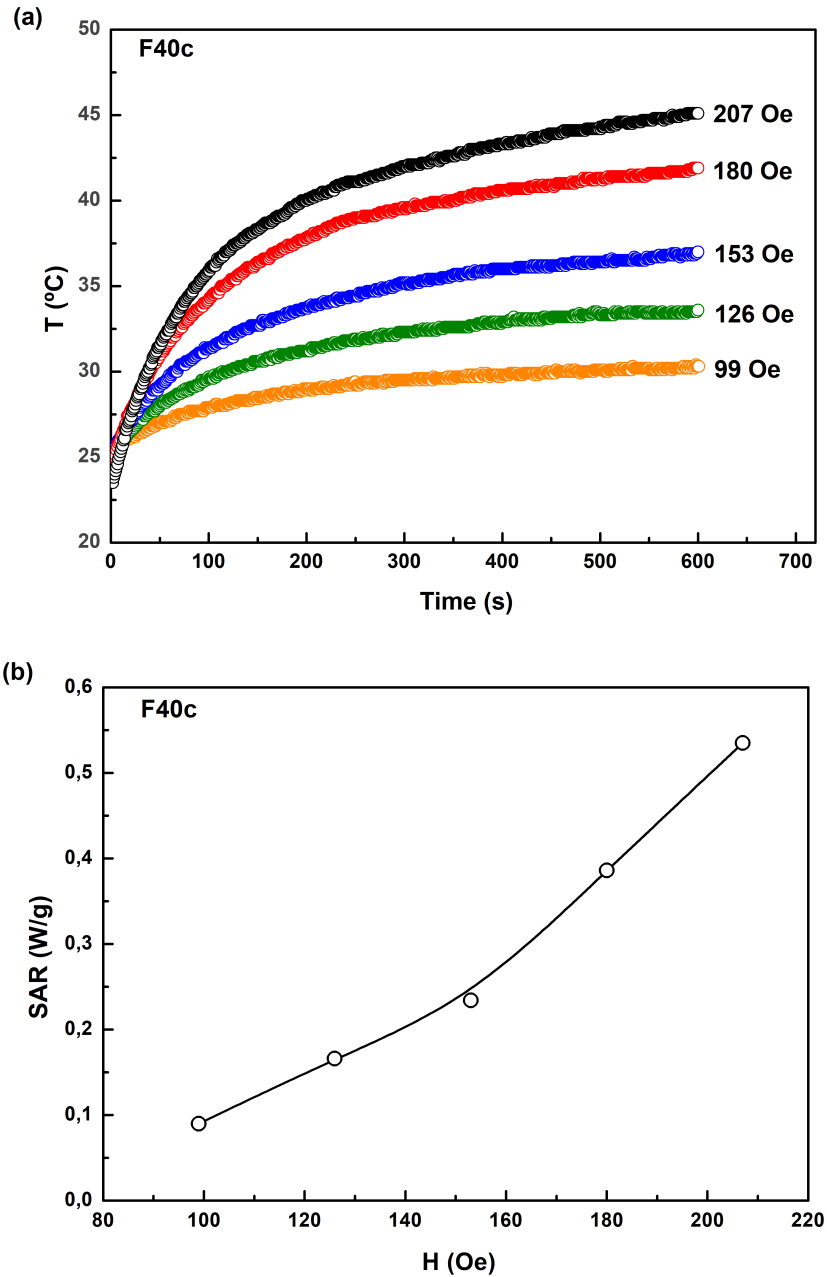 (a)
F40c
50
45
40
35
30
25
20
T (ºC)
207 Oe
180 Oe
153 Oe
126 Oe
99 Oe
0 100 200 300 400 500 600 700
Time (s)
(b)
F40c
0,6
0,5
0,4
0,3
0,2
0,1
0,0
SAR (W/g)
80 100 120 140 160 180 200 220
H (Oe)